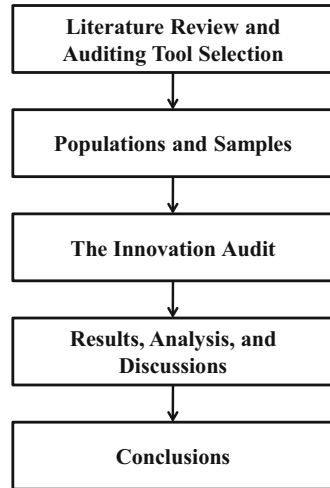 Literature Review and
Auditing Tool Selection
Populations and Samples
The Innovation Audit
Results, Analysis, and
Discussions
Conclusions